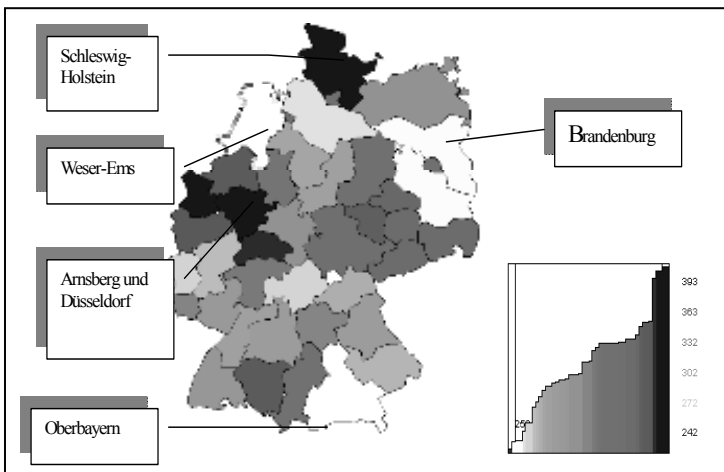 Schleswig-
Holstein
Weser-Ems
Brandenburg
Arnsberg und
Düsseldorf
Oberbayern
393
363
332
302
272
242